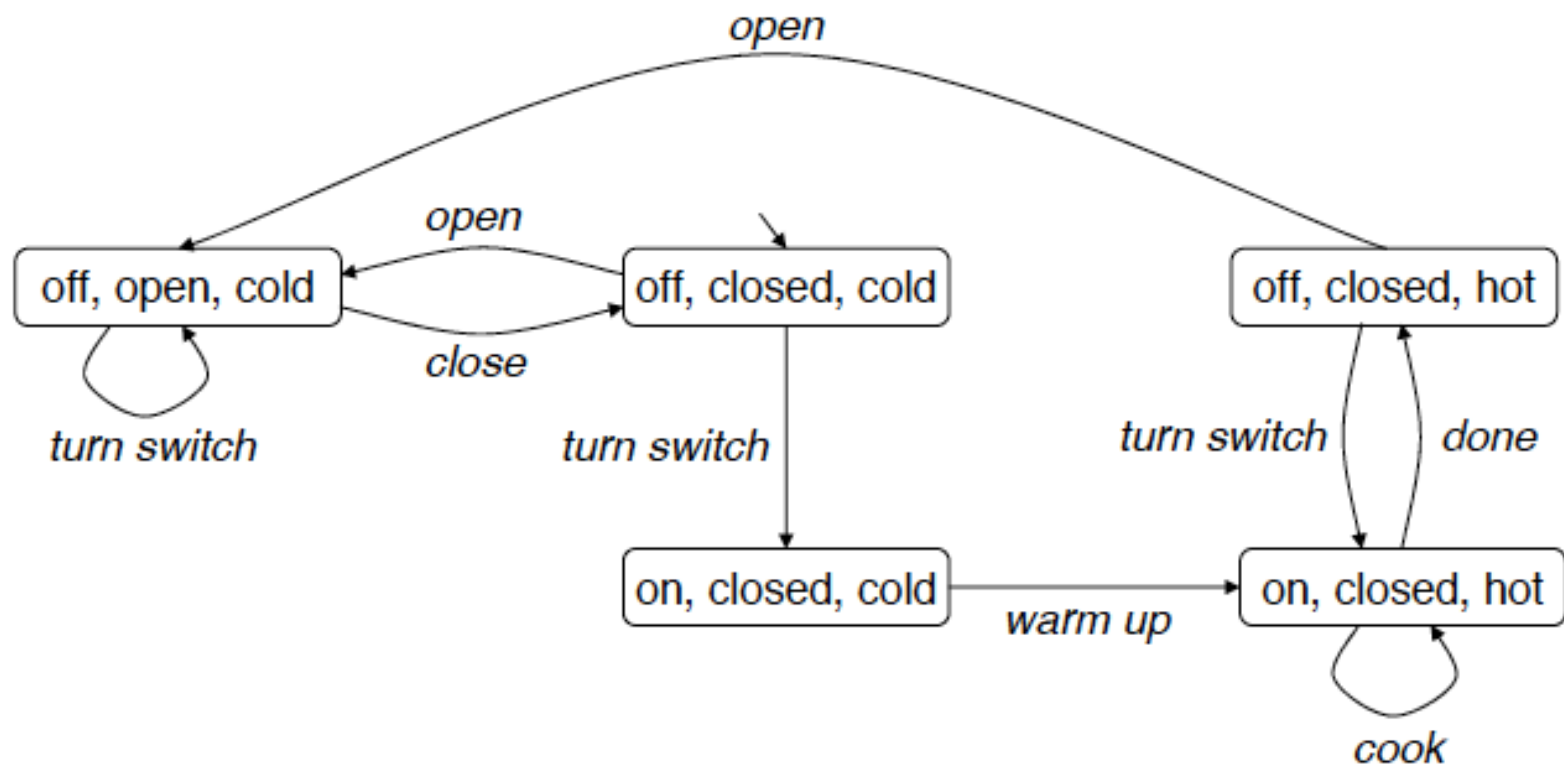 open
open
off, open, cold
off, closed, cold
off, closed, hot
close
turn switch
turn switch
turn switch
done
on, closed, cold
on, closed, hot
warm up
cook